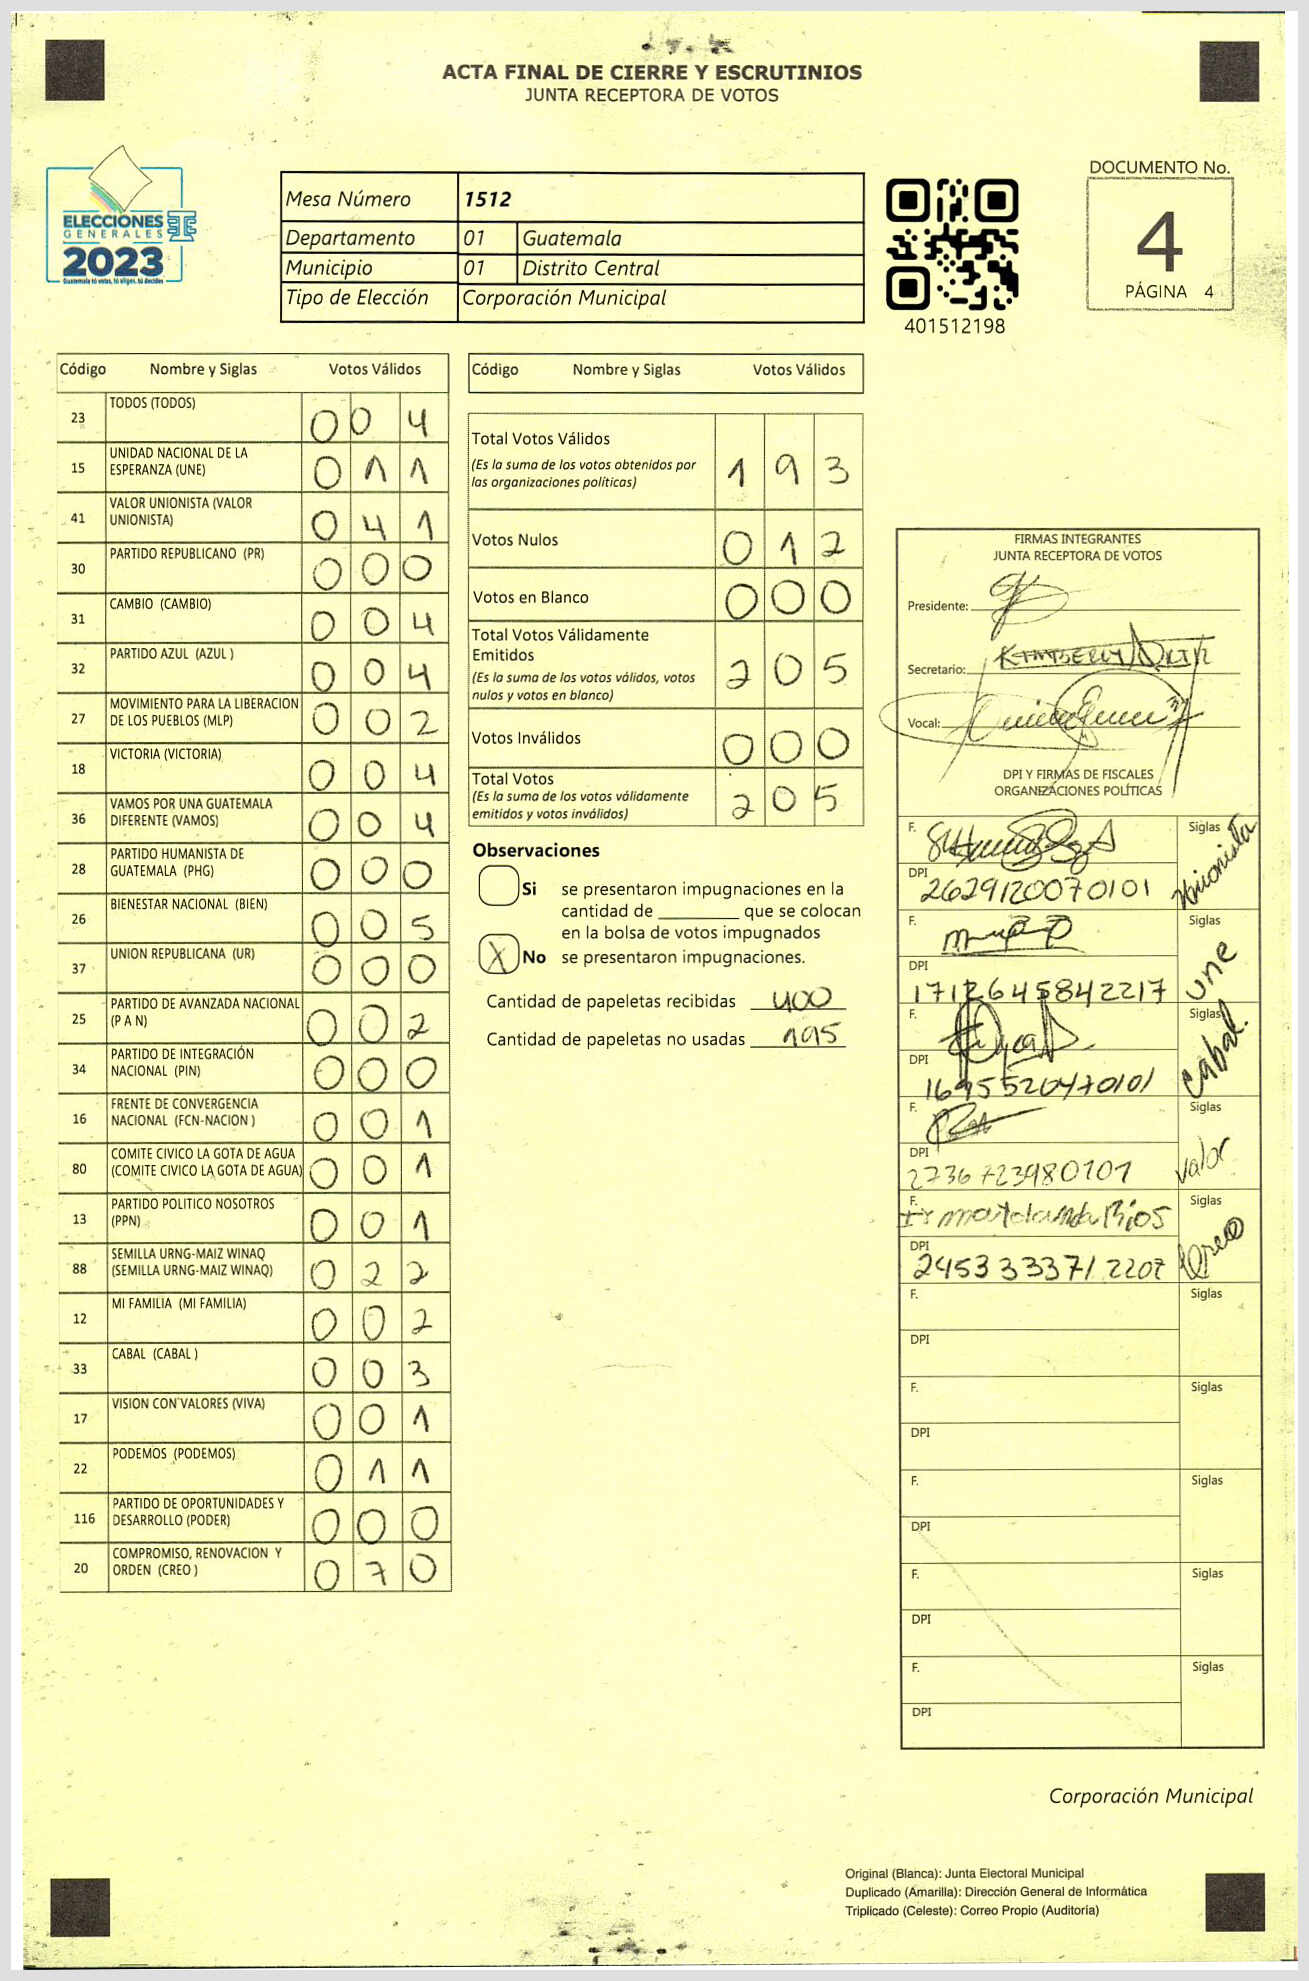 ACTA FINAL DE CIERRE Y ESCRUTINIOS
JUNTA RECEPTORA DE VOTOS
ELECCIONES
GENERALES
2023
Guatemala tú votas, tú eliges, tú decides
Mesa Número 1512
Departamento 01 Guatemala
Municipio 01 Distrito Central
Tipo de Elección Corporación Municipal
401512198
DOCUMENTO No.
4
PÁGINA 4
Código Nombre y Siglas Votos Válidos
23 TODOS (TODOS) 0 0 4
15 UNIDAD NACIONAL DE LA ESPERANZA (UNE) 0 1 1
41 VALOR UNIONISTA (VALOR UNIONISTA) 0 4 1
30 PARTIDO REPUBLICANO (PR) 0 0 0
31 CAMBIO (CAMBIO) 0 0 4
32 PARTIDO AZUL (AZUL ) 0 0 4
27 MOVIMIENTO PARA LA LIBERACION DE LOS PUEBLOS (MLP) 0 0 2
18 VICTORIA (VICTORIA) 0 0 4
36 VAMOS POR UNA GUATEMALA DIFERENTE (VAMOS) 0 0 4
28 PARTIDO HUMANISTA DE GUATEMALA (PHG) 0 0 0
26 BIENESTAR NACIONAL (BIEN) 0 0 5
37 UNION REPUBLICANA (UR) 0 0 0
25 PARTIDO DE AVANZADA NACIONAL (P A N) 0 0 2
34 PARTIDO DE INTEGRACIÓN NACIONAL (PIN) 0 0 0
16 FRENTE DE CONVERGENCIA NACIONAL (FCN-NACION ) 0 0 1
80 COMITE CIVICO LA GOTA DE AGUA (COMITE CIVICO LA GOTA DE AGUA) 0 0 1
13 PARTIDO POLITICO NOSOTROS (PPN) 0 0 1
88 SEMILLA URNG-MAIZ WINAQ (SEMILLA URNG-MAIZ WINAQ) 0 2 2
12 MI FAMILIA (MI FAMILIA) 0 0 2
33 CABAL (CABAL ) 0 0 3
17 VISION CON VALORES (VIVA) 0 0 1
22 PODEMOS (PODEMOS) 0 1 1
116 PARTIDO DE OPORTUNIDADES Y DESARROLLO (PODER) 0 0 0
20 COMPROMISO, RENOVACION Y ORDEN (CREO ) 0 7 0
Código Nombre y Siglas Votos Válidos
Total Votos Válidos 1 9 3
(Es la suma de los votos obtenidos por
las organizaciones políticas)
Votos Nulos 0 1 2
Votos en Blanco 0 0 0
Total Votos Válidamente
Emitidos 2 0 5
(Es la suma de los votos válidos, votos
nulos y votos en blanco)
Votos Inválidos 0 0 0
Total Votos 2 0 5
(Es la suma de los votos válidamente
emitidos y votos inválidos)
Observaciones
Si se presentaron impugnaciones en la
cantidad de ________ que se colocan
en la bolsa de votos impugnados
X No se presentaron impugnaciones.
Cantidad de papeletas recibidas 400
Cantidad de papeletas no usadas 195
FIRMAS INTEGRANTES
JUNTA RECEPTORA DE VOTOS
Presidente:
Secretario:
Vocal:
DPI Y FIRMAS DE FISCALES
ORGANIZACIONES POLÍTICAS
F. Siglas Unionista
DPI 2629120070101
F. Siglas une
DPI 1712645842217
F. Siglas cabal
DPI 1695520470101
F. Siglas valor
DPI 2736723980101
F. Siglas Creo
DPI 2453333712207
F. Siglas
DPI
F. Siglas
DPI
F. Siglas
DPI
F. Siglas
DPI
F. Siglas
DPI
Corporación Municipal
Original (Blanca): Junta Electoral Municipal
Duplicado (Amarilla): Dirección General de Informática
Triplicado (Celeste): Correo Propio (Auditoría)